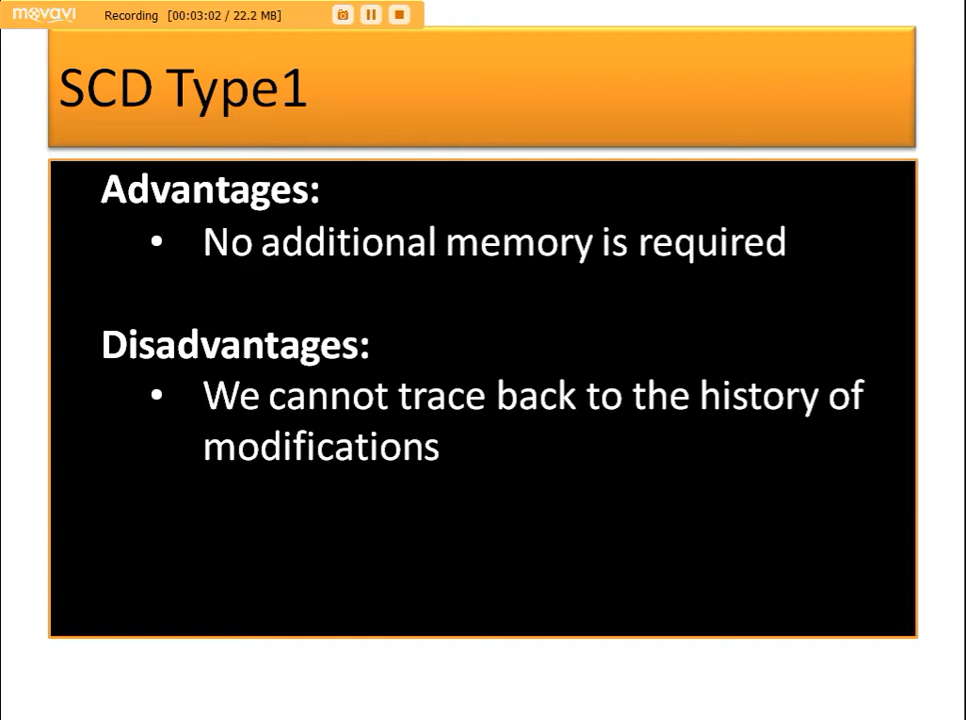 movavi Recording [00:03:02 / 22.2 MB]
SCD Type1
Advantages:
• No additional memory is required
Disadvantages:
• We cannot trace back to the history of
modifications